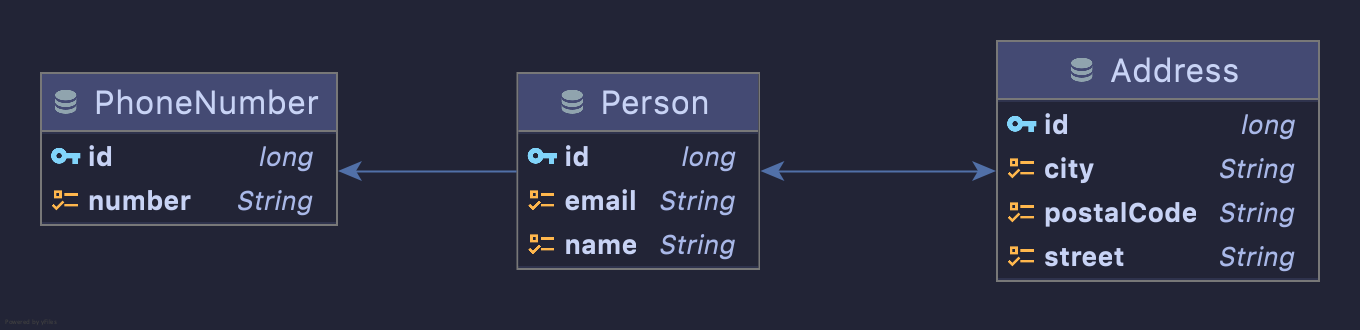 PhoneNumber
id long
number String
Person
id long
email String
name String
Address
id long
city String
postalCode String
street String